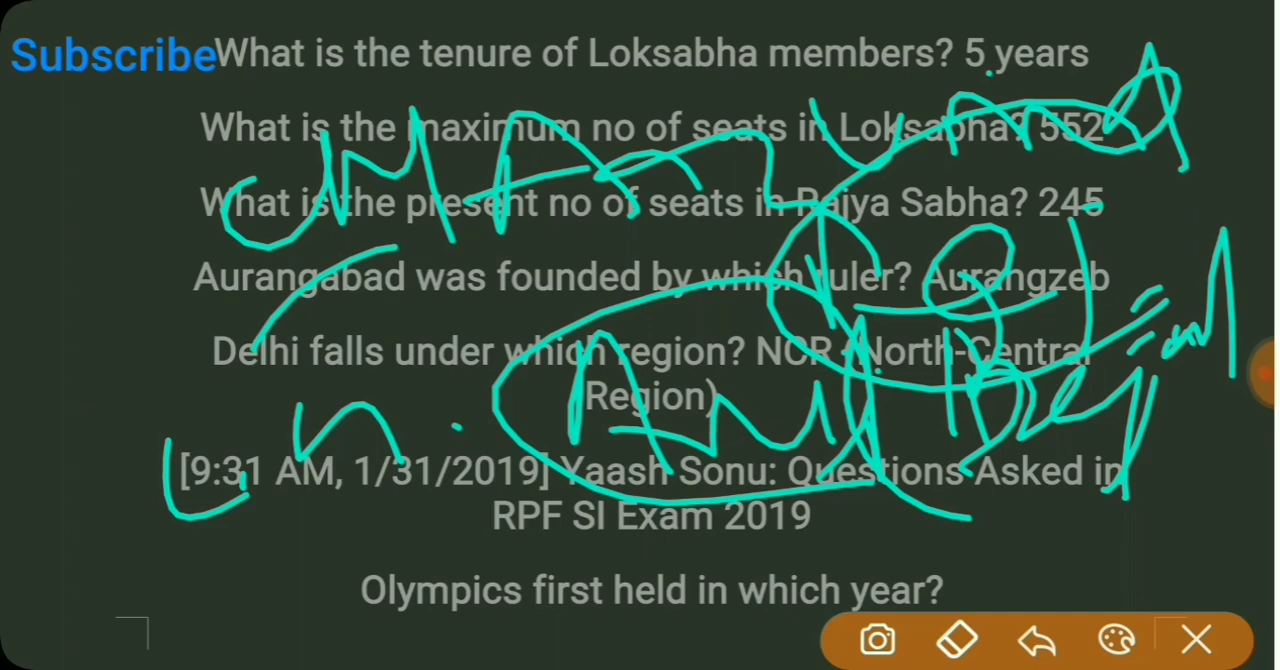 Subscribe
What is the tenure of Loksabha members? 5 years
What is the maximum no of seats in Loksabha? 552
What is the present no of seats in Rajya Sabha? 245
Aurangabad was founded by which ruler? Aurangzeb
Delhi falls under which region? NCR (North-Central
Region)
[9:31 AM, 1/31/2019] Yaash Sonu: Questions Asked in
RPF SI Exam 2019
Olympics first held in which year?